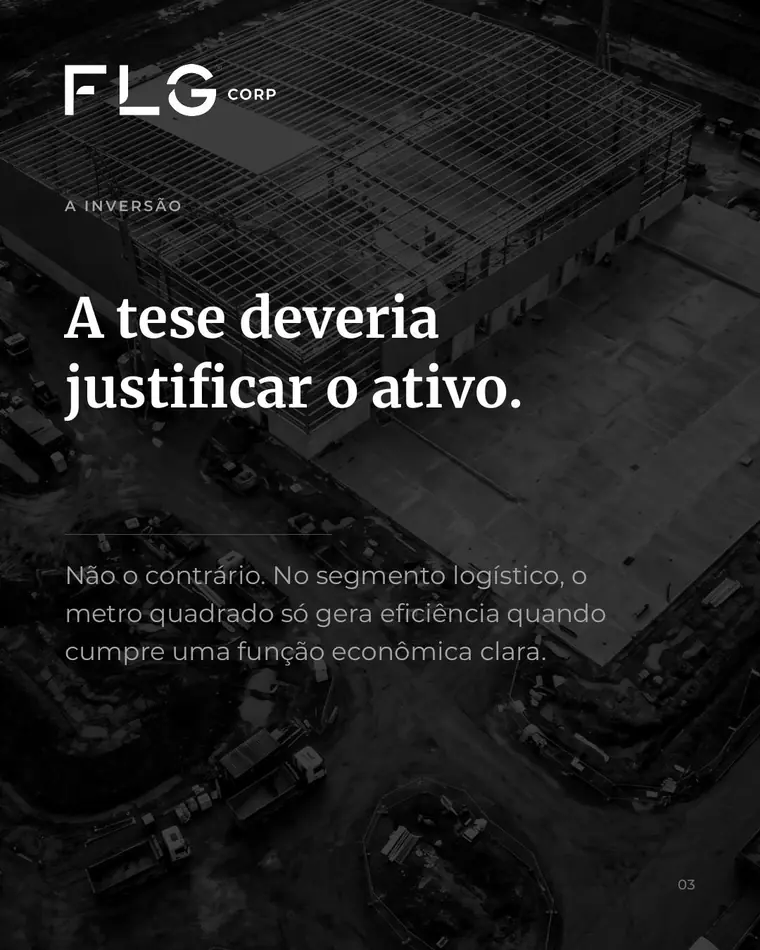 FLG CORP
A INVERSÃO
A tese deveria
justificar o ativo.
Não o contrário. No segmento logístico, o
metro quadrado só gera eficiência quando
cumpre uma função econômica clara.
03